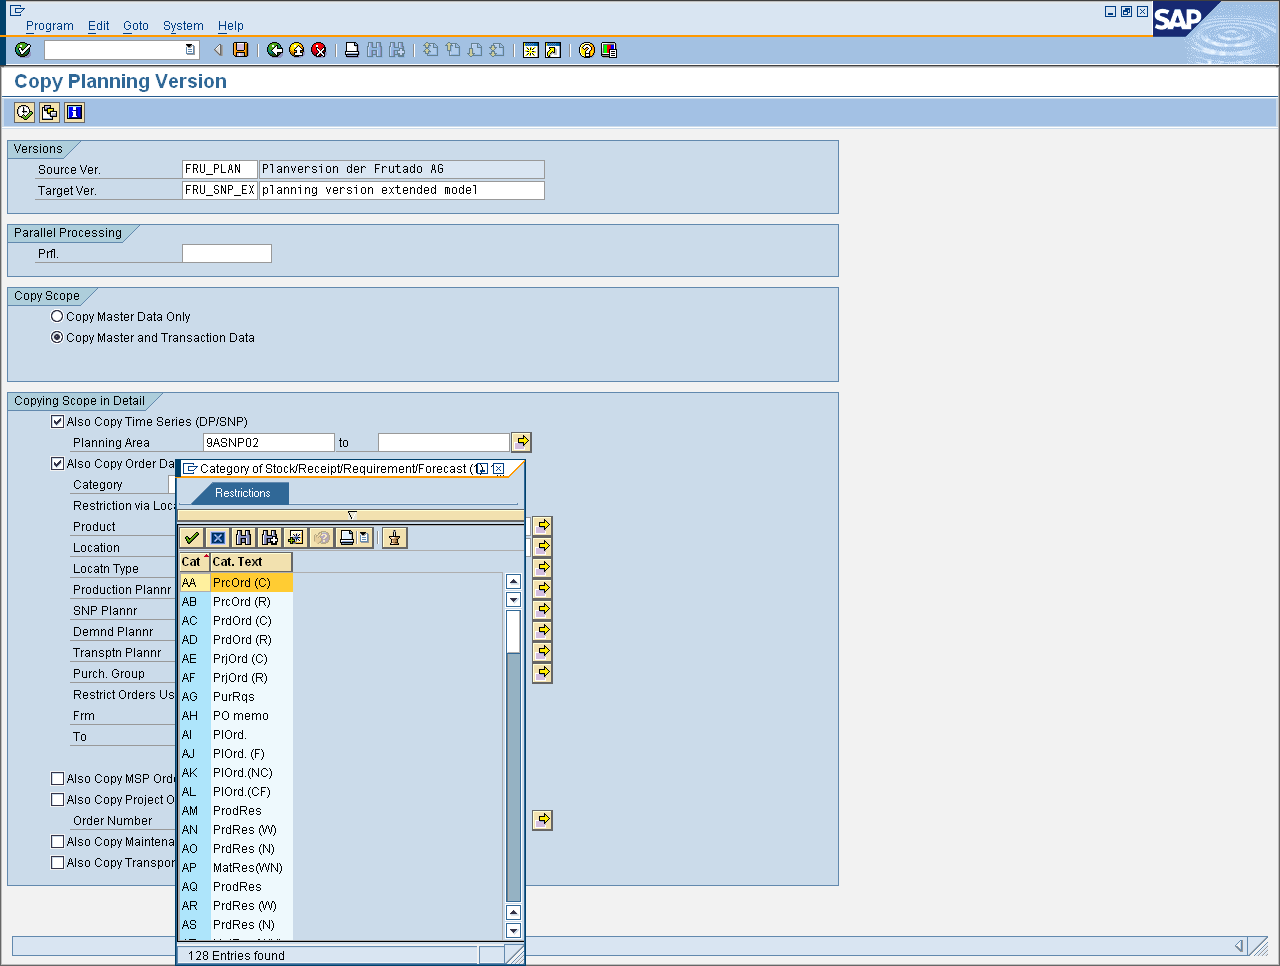 Program Edit Goto System Help
SAP
Copy Planning Version
Versions
Source Ver. FRU_PLAN Planversion der Frutado AG
Target Ver. FRU_SNP_EX planning version extended model
Parallel Processing
Prfl.
Copy Scope
Copy Master Data Only
Copy Master and Transaction Data
Copying Scope in Detail
Also Copy Time Series (DP/SNP)
Planning Area 9ASNP02 to
Also Copy Order Da
Category
Restriction via Loca
Product
Location
Locatn Type
Production Plannr
SNP Plannr
Demnd Plannr
Transptn Plannr
Purch. Group
Restrict Orders Us
Frm
To
Also Copy MSP Orde
Also Copy Project O
Order Number
Also Copy Maintena
Also Copy Transpor
Category of Stock/Receipt/Requirement/Forecast (1)
Restrictions
Cat Cat. Text
AA PrcOrd (C)
AB PrcOrd (R)
AC PrdOrd (C)
AD PrdOrd (R)
AE PrjOrd (C)
AF PrjOrd (R)
AG PurRqs
AH PO memo
AI PlOrd.
AJ PlOrd. (F)
AK PlOrd.(NC)
AL PlOrd.(CF)
AM ProdRes
AN PrdRes (W)
AO PrdRes (N)
AP MatRes(WN)
AQ ProdRes
AR PrdRes (W)
AS PrdRes (N)
128 Entries found